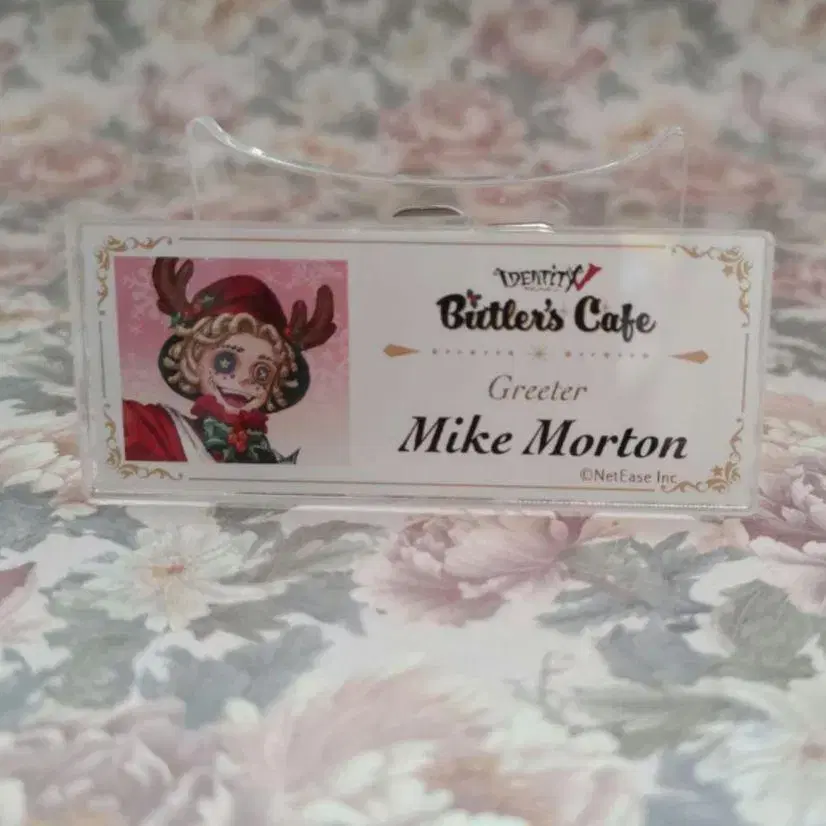 IDENTITY V
Butler's Cafe
Greeter
Mike Morton
©NetEase Inc.